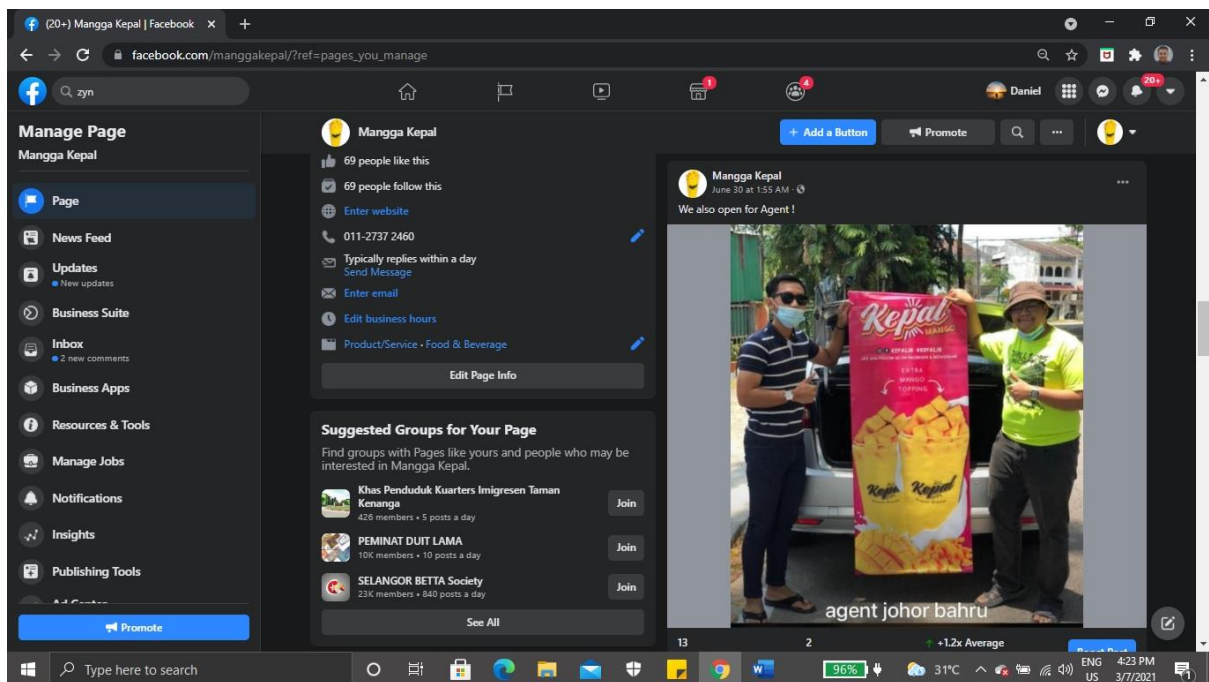 (20+) Mangga Kepal | Facebook
facebook.com/manggakepal/?ref=pages_you_manage
zyn
1
4
Daniel
20+
Manage Page
Mangga Kepal
Page
News Feed
Updates
New updates
Business Suite
Inbox
2 new comments
Business Apps
Resources & Tools
Manage Jobs
Notifications
Insights
Publishing Tools
Ad Center
Promote
Mangga Kepal
+ Add a Button
Promote
69 people like this
69 people follow this
Enter website
011-2737 2460
Typically replies within a day
Send Message
Enter email
Edit business hours
Product/Service · Food & Beverage
Edit Page Info
Suggested Groups for Your Page
Find groups with Pages like yours and people who may be
interested in Mangga Kepal.
Khas Penduduk Kuarters Imigresen Taman
Kenanga
426 members • 5 posts a day
Join
PEMINAT DUIT LAMA
10K members • 10 posts a day
Join
SELANGOR BETTA Society
23K members • 840 posts a day
Join
See All
Mangga Kepal
June 30 at 1:55 AM ·
We also open for Agent !
Kepal
MANGO
EXTRA
MANGO
TOPPING
Kepal
Kepal
agent johor bahru
13
2
+1.2x Average
Boost Post
Type here to search
96%
31°C
ENG
US
4:23 PM
3/7/2021